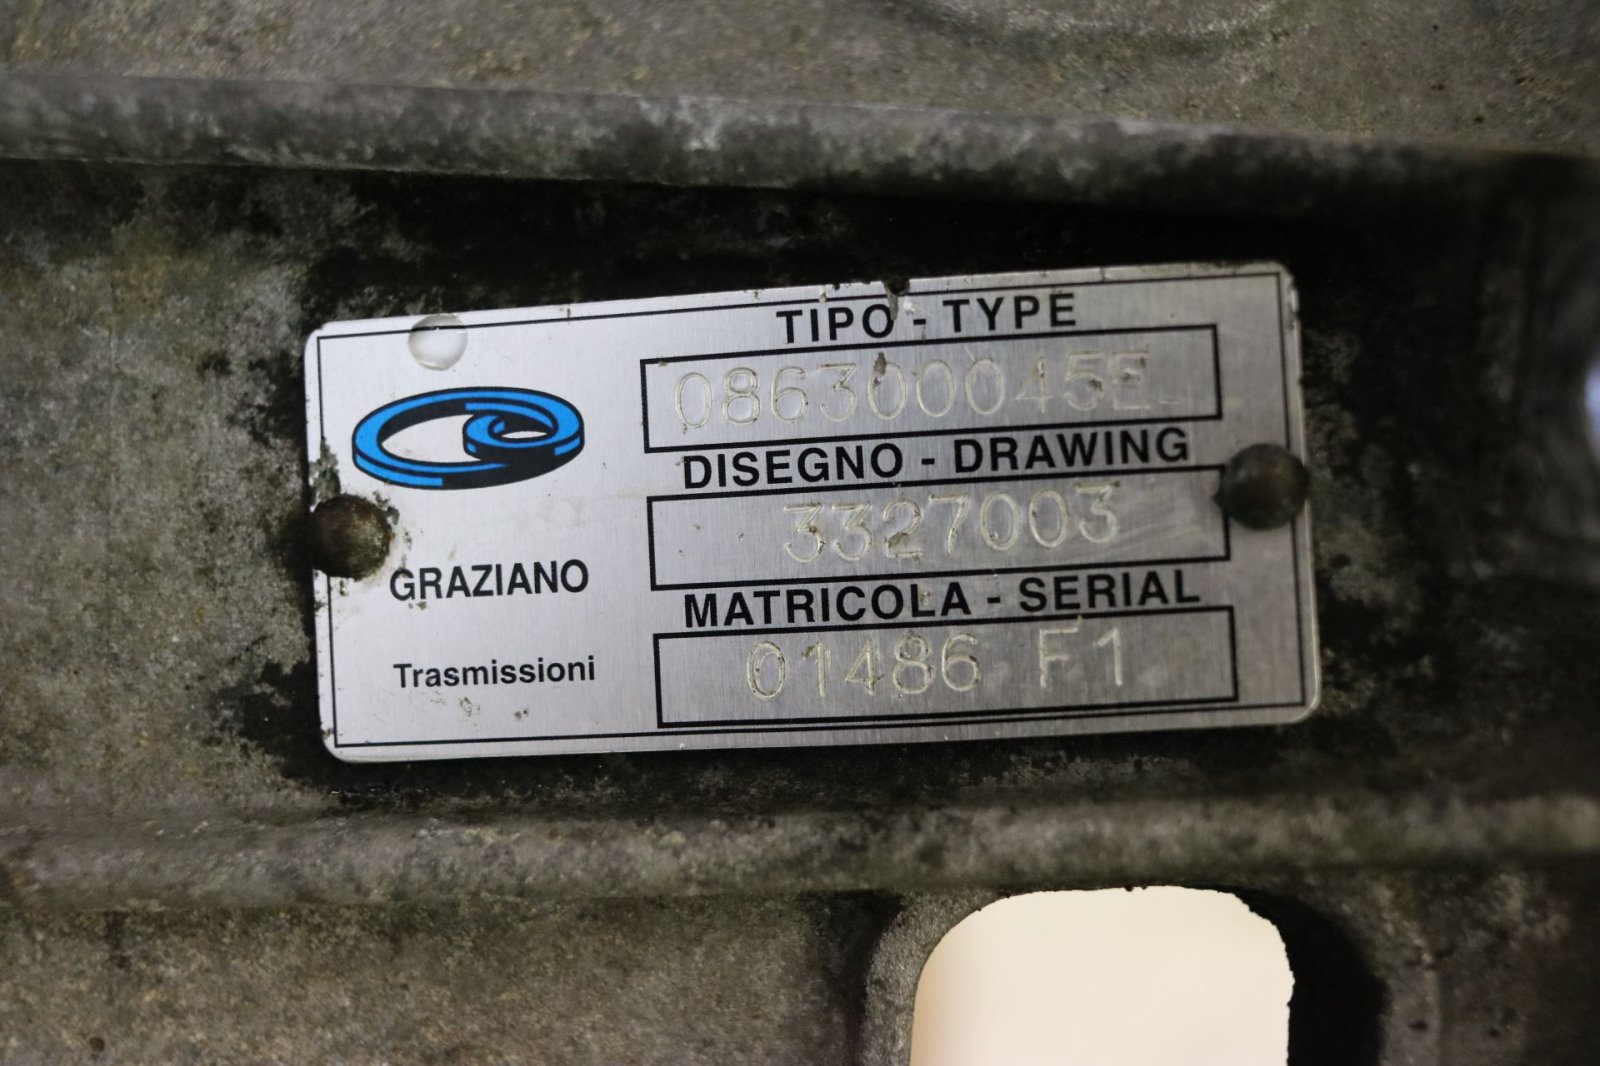 TIPO - TYPE
086300045E
DISEGNO - DRAWING
3327003
GRAZIANO
MATRICOLA - SERIAL
Trasmissioni
01486 F1